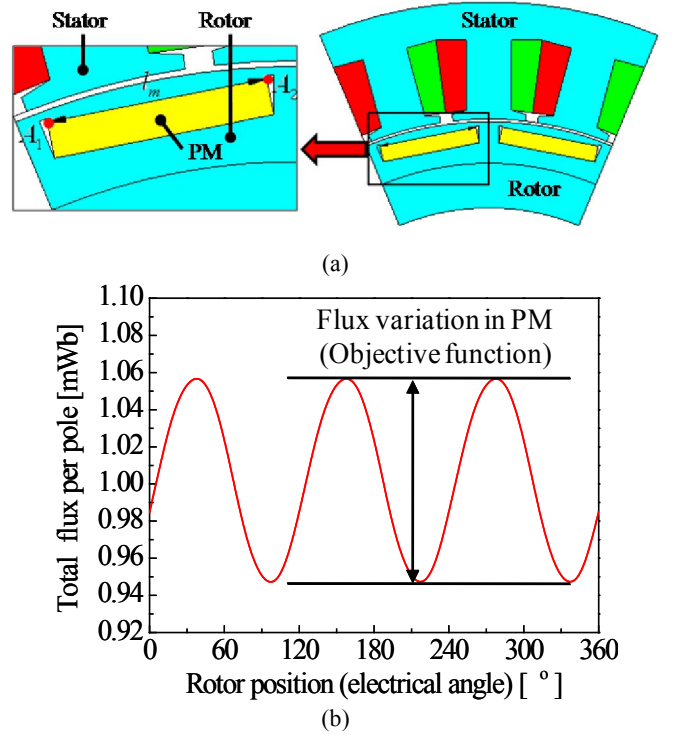 Stator
Rotor
l_m
A_1
A_2
PM
Stator
Rotor
(a)
Total flux per pole [mWb]
1.10
1.08
1.06
1.04
1.02
1.00
0.98
0.96
0.94
0.92
Flux variation in PM
(Objective function)
0 60 120 180 240 300 360
Rotor position (electrical angle) [ ° ]
(b)